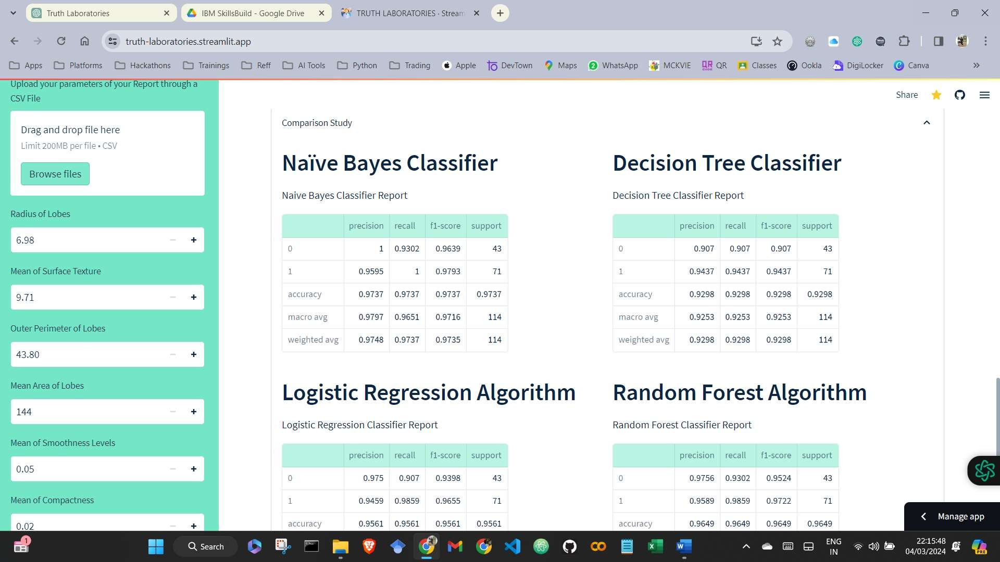 Truth Laboratories
IBM SkillsBuild - Google Drive
TRUTH LABORATORIES · Stream
truth-laboratories.streamlit.app
Apps Platforms Hackathons Trainings Reff AI Tools Python Trading Apple DevTown Maps WhatsApp MCKVIE QR Classes Ookla DigiLocker Canva
Upload your parameters of your Report through a
CSV File
Drag and drop file here
Limit 200MB per file • CSV
Browse files
Radius of Lobes
6.98
Mean of Surface Texture
9.71
Outer Perimeter of Lobes
43.80
Mean Area of Lobes
144
Mean of Smoothness Levels
0.05
Mean of Compactness
0.02
Share
Comparison Study
Naïve Bayes Classifier
Naive Bayes Classifier Report
precision recall f1-score support
0 1 0.9302 0.9639 43
1 0.9595 1 0.9793 71
accuracy 0.9737 0.9737 0.9737 0.9737
macro avg 0.9797 0.9651 0.9716 114
weighted avg 0.9748 0.9737 0.9735 114
Decision Tree Classifier
Decision Tree Classifier Report
precision recall f1-score support
0 0.907 0.907 0.907 43
1 0.9437 0.9437 0.9437 71
accuracy 0.9298 0.9298 0.9298 0.9298
macro avg 0.9253 0.9253 0.9253 114
weighted avg 0.9298 0.9298 0.9298 114
Logistic Regression Algorithm
Logistic Regression Classifier Report
precision recall f1-score support
0 0.975 0.907 0.9398 43
1 0.9459 0.9859 0.9655 71
accuracy 0.9561 0.9561 0.9561 0.9561
Random Forest Algorithm
Random Forest Classifier Report
precision recall f1-score support
0 0.9756 0.9302 0.9524 43
1 0.9589 0.9859 0.9722 71
accuracy 0.9649 0.9649 0.9649 0.9649
Manage app
1
Search
ENG
IN
22:15:48
04/03/2024
PRE